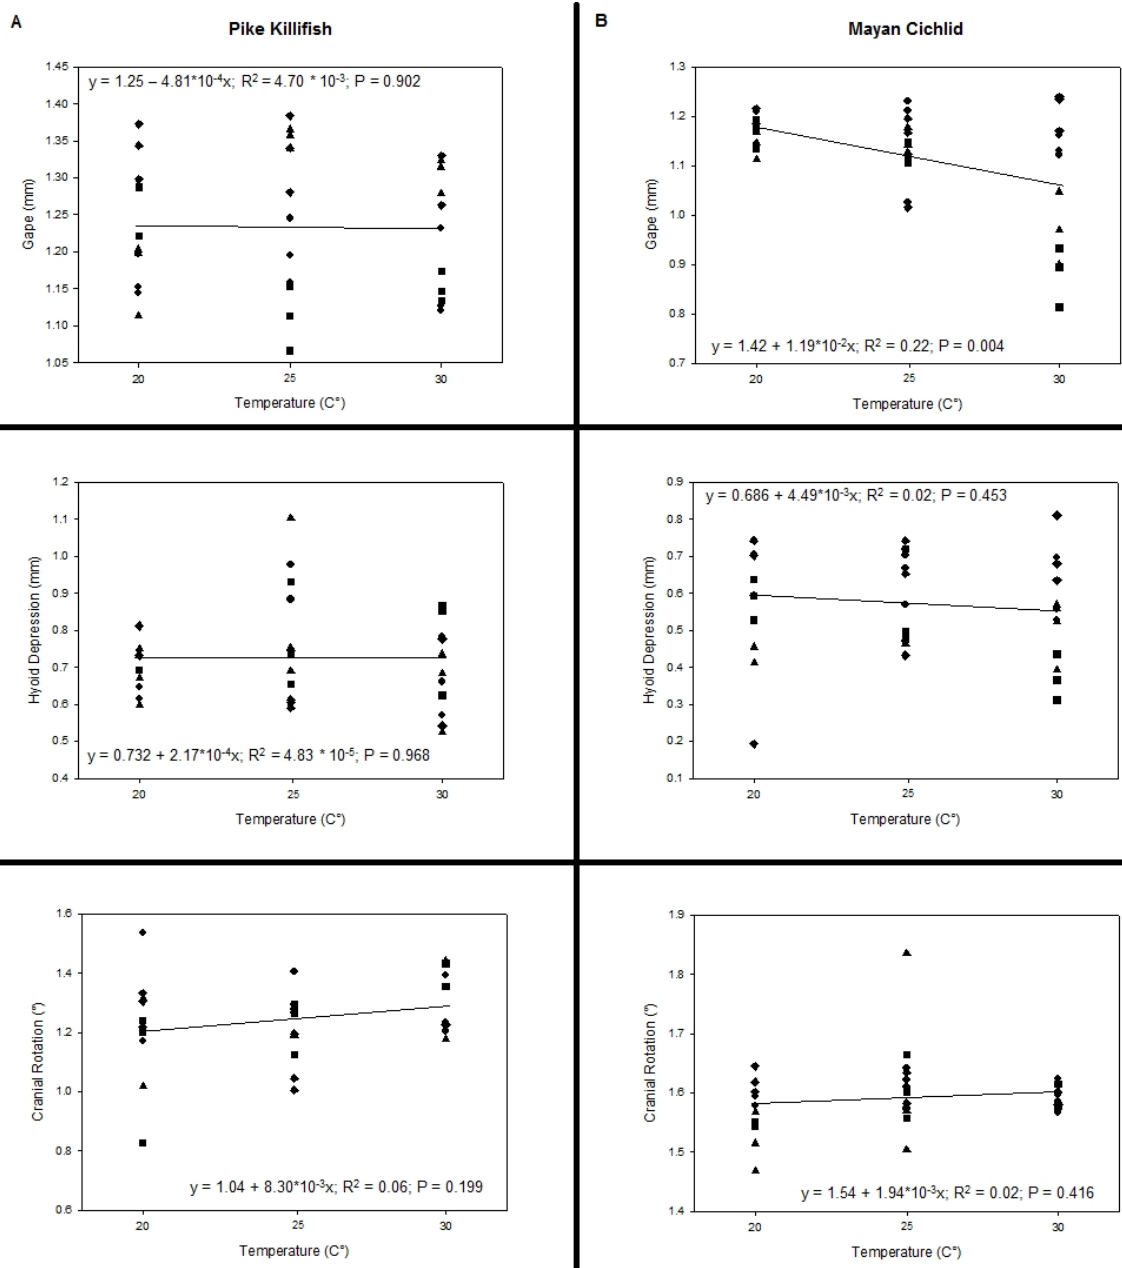 A
Pike Killifish
B
Mayan Cichlid
y = 1.25 – 4.81*10-4x; R2 = 4.70 * 10-3; P = 0.902
1.45
1.40
1.35
1.30
1.25
1.20
1.15
1.10
1.05
Gape (mm)
20
25
30
Temperature (C°)
1.3
1.2
1.1
1.0
0.9
0.8
0.7
Gape (mm)
y = 1.42 + 1.19*10-2x; R2 = 0.22; P = 0.004
20
25
30
Temperature (C°)
1.2
1.1
1.0
0.9
0.8
0.7
0.6
0.5
0.4
Hyoid Depression (mm)
y = 0.732 + 2.17*10-4x; R2 = 4.83 * 10-5; P = 0.968
20
25
30
Temperature (C°)
y = 0.686 + 4.49*10-3x; R2 = 0.02; P = 0.453
0.9
0.8
0.7
0.6
0.5
0.4
0.3
0.2
0.1
Hyoid Depression (mm)
20
25
30
Temperature (C°)
1.6
1.4
1.2
1.0
0.8
0.6
Cranial Rotation (°)
y = 1.04 + 8.30*10-3x; R2 = 0.06; P = 0.199
20
25
30
Temperature (C°)
1.9
1.8
1.7
1.6
1.5
1.4
Cranial Rotation (°)
y = 1.54 + 1.94*10-3x; R2 = 0.02; P = 0.416
20
25
30
Temperature (C°)